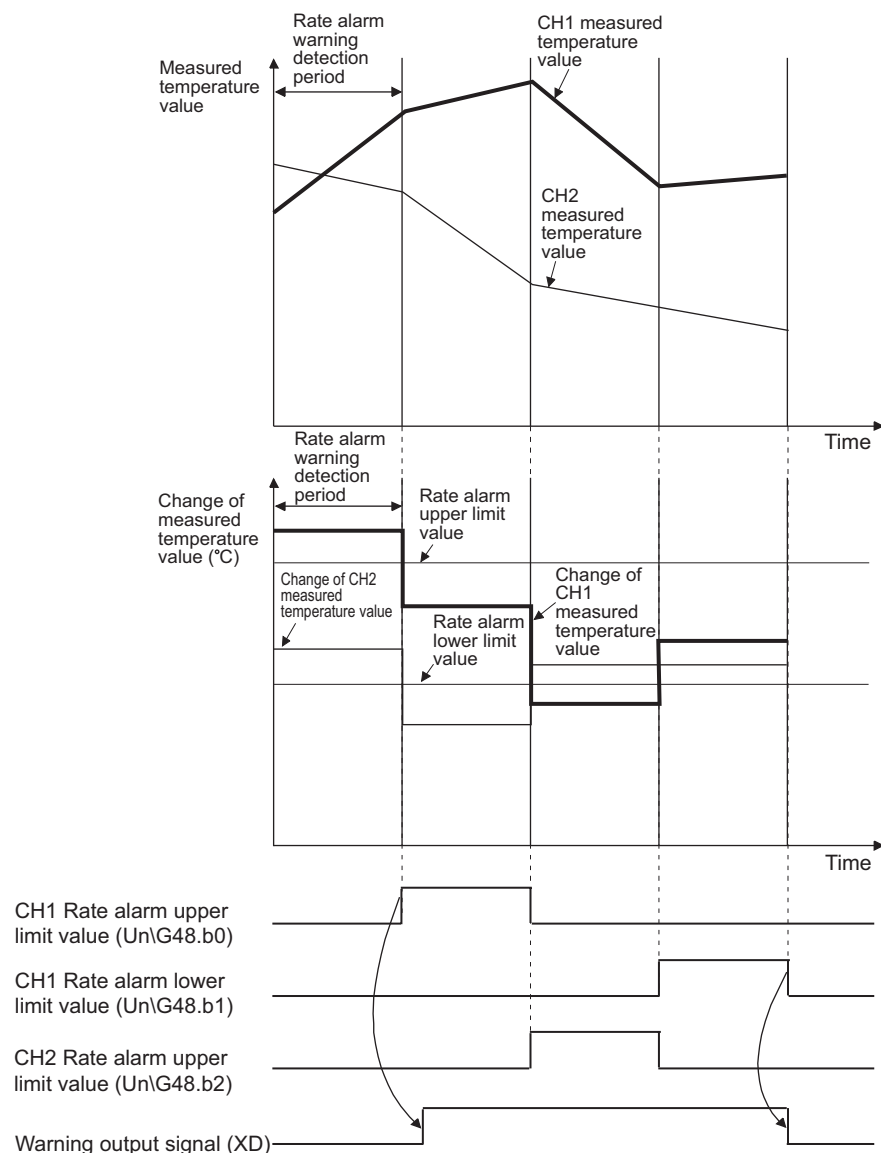 Rate alarm
warning
detection
period
CH1 measured
temperature
value
Measured
temperature
value
CH2
measured
temperature
value
Time
Rate alarm
warning
detection
period
Change of
measured
temperature
value (°C)
Rate alarm
upper limit
value
Change of CH2
measured
temperature value
Change of
CH1
measured
temperature
value
Rate alarm
lower limit
value
Time
CH1 Rate alarm upper
limit value (Un\G48.b0)
CH1 Rate alarm lower
limit value (Un\G48.b1)
CH2 Rate alarm upper
limit value (Un\G48.b2)
Warning output signal (XD)